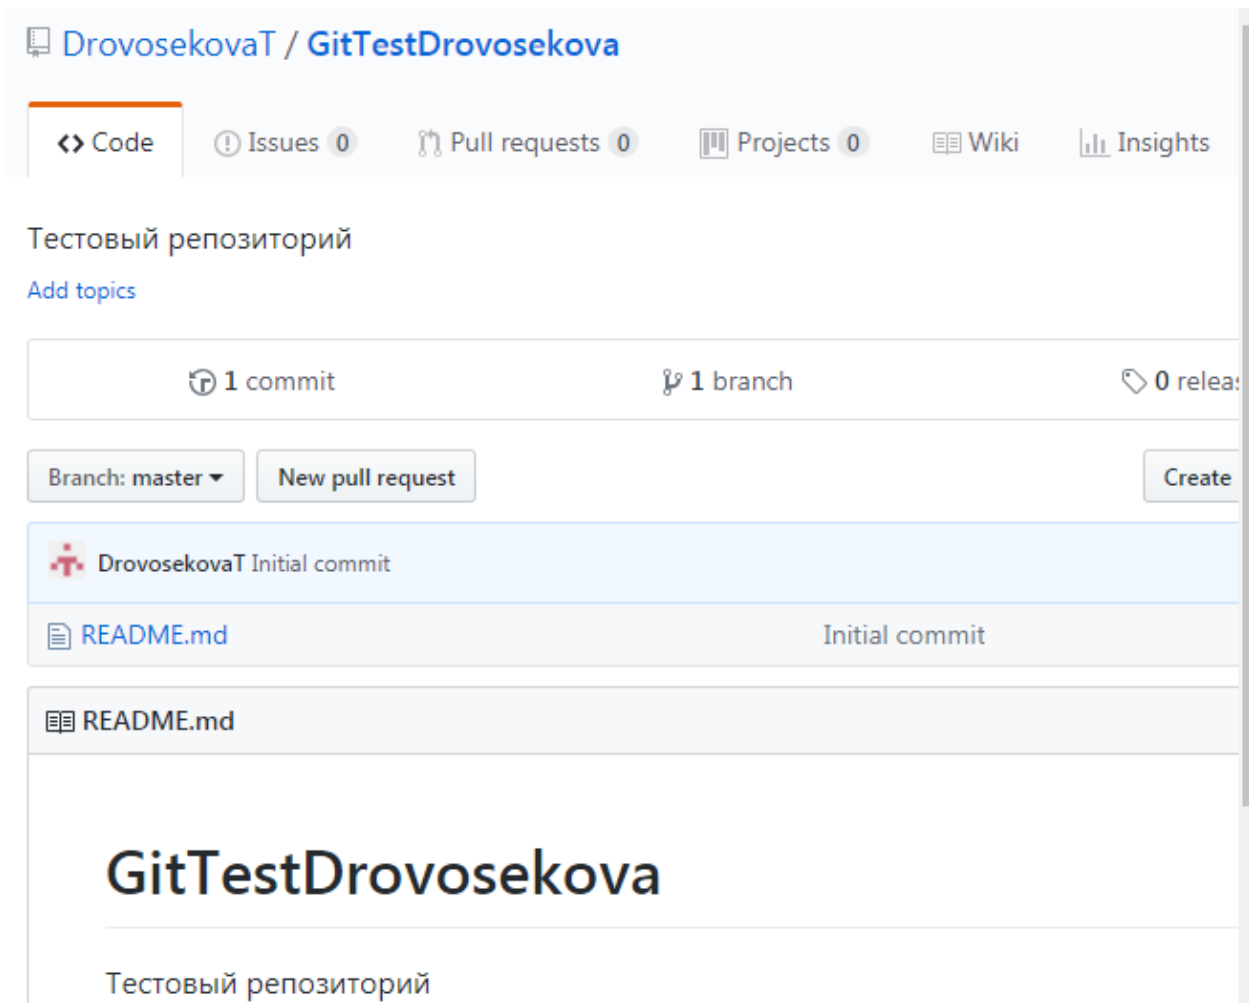 DrovosekovaT / GitTestDrovosekova
Code Issues 0 Pull requests 0 Projects 0 Wiki Insights
Тестовый репозиторий
Add topics
1 commit 1 branch 0 releas
Branch: master New pull request Create
DrovosekovaT Initial commit
README.md Initial commit
README.md
GitTestDrovosekova
Тестовый репозиторий